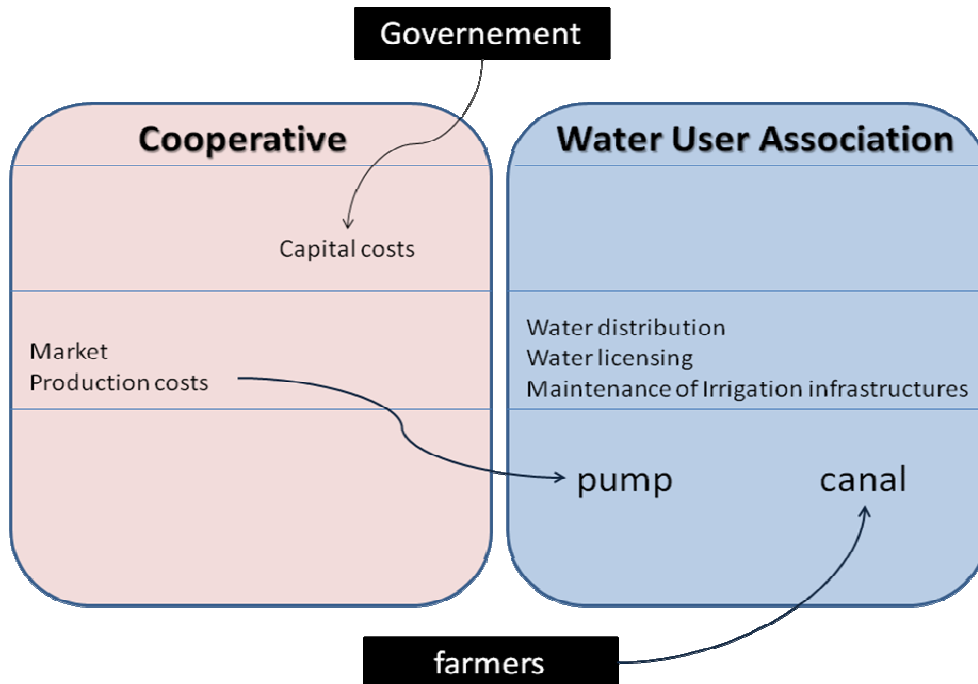 Governement
Cooperative
Water User Association
Capital costs
Market
Production costs
Water distribution
Water licensing
Maintenance of Irrigation infrastructures
pump
canal
farmers